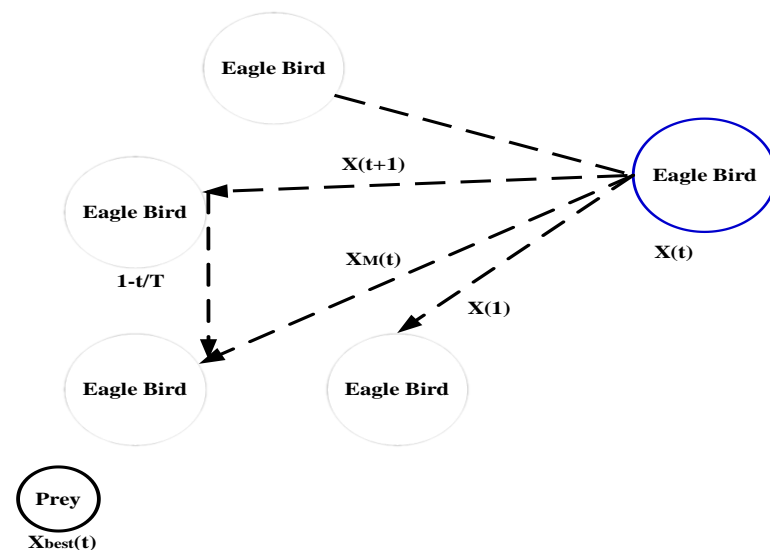 Eagle Bird
X(t+1)
Eagle Bird
Eagle Bird
X(t)
XM(t)
1-t/T
X(1)
Eagle Bird
Eagle Bird
Prey
Xbest(t)